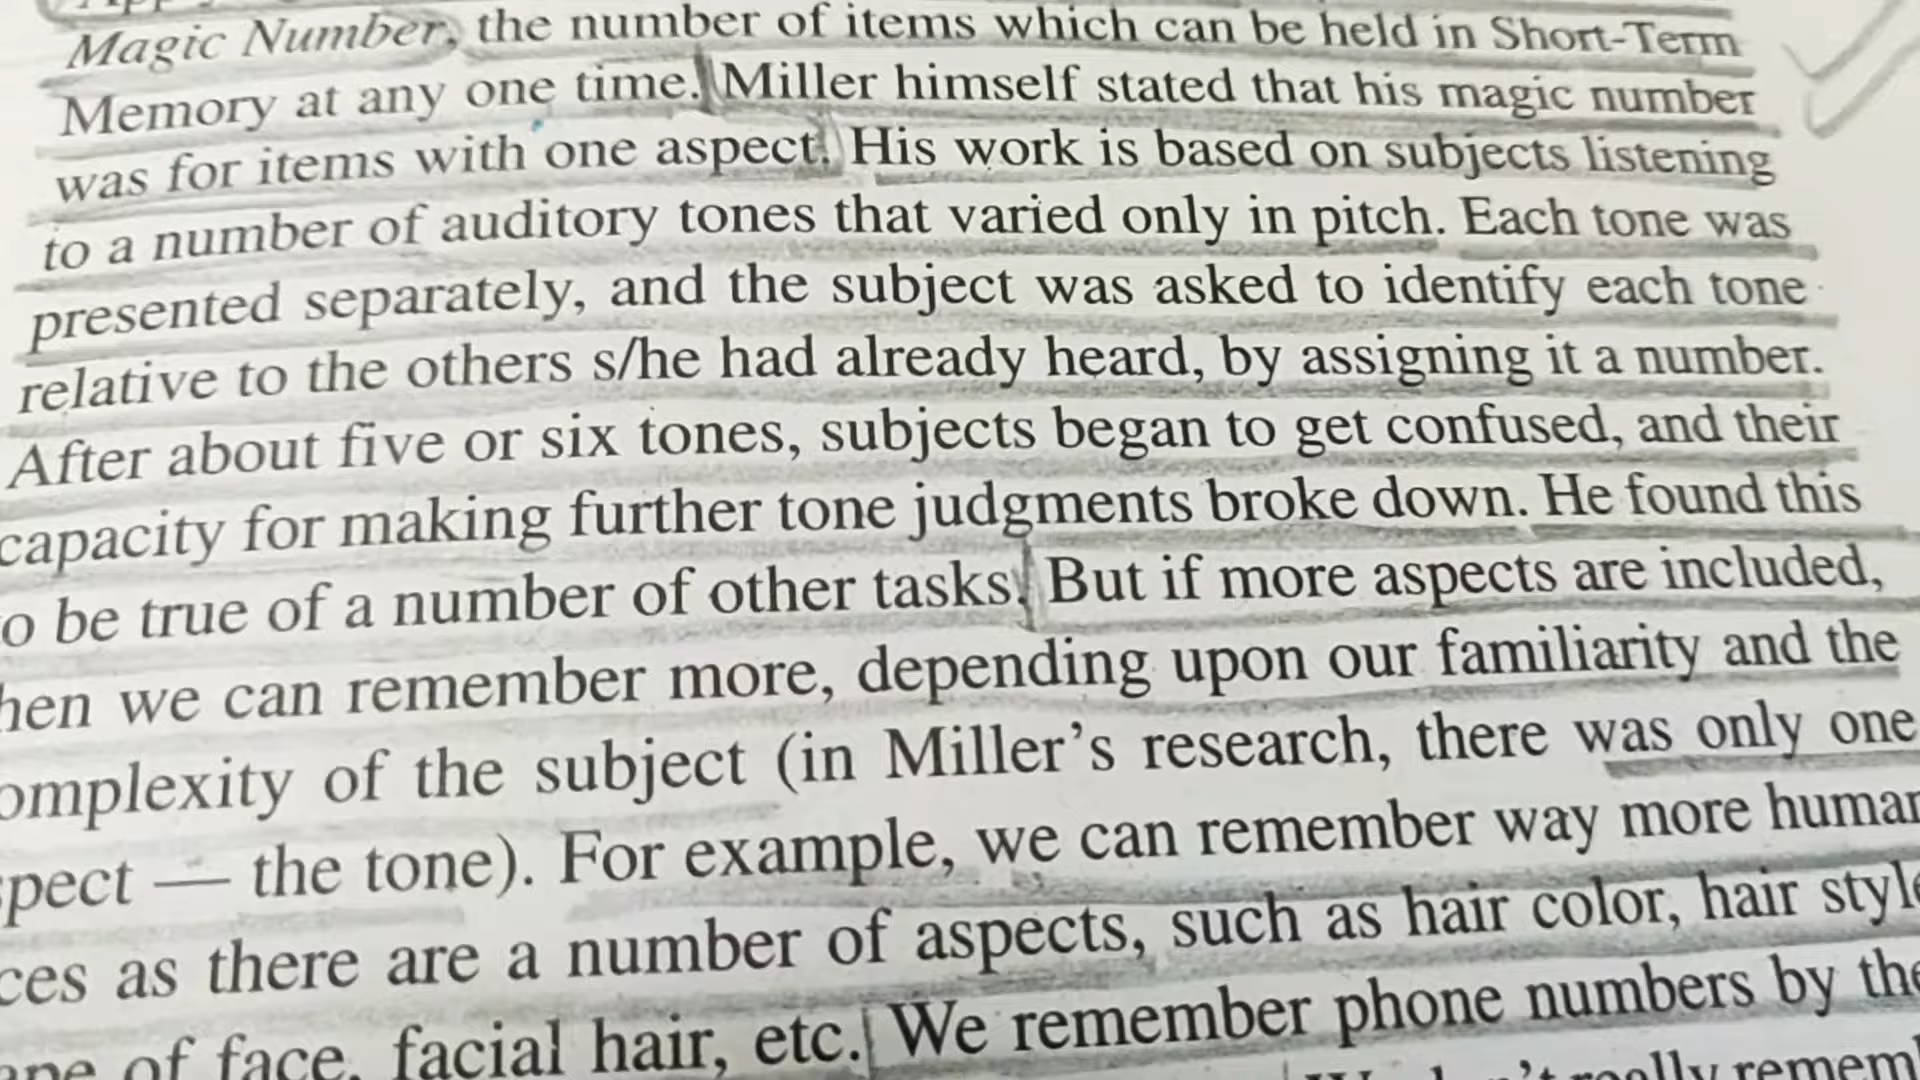 Magic Number, the number of items which can be held in Short-Term
Memory at any one time. Miller himself stated that his magic number
was for items with one aspect. His work is based on subjects listening
to a number of auditory tones that varied only in pitch. Each tone was
presented separately, and the subject was asked to identify each tone
relative to the others s/he had already heard, by assigning it a number.
After about five or six tones, subjects began to get confused, and their
capacity for making further tone judgments broke down. He found this
o be true of a number of other tasks. But if more aspects are included,
hen we can remember more, depending upon our familiarity and the
omplexity of the subject (in Miller’s research, there was only one
spect — the tone). For example, we can remember way more human
ces as there are a number of aspects, such as hair color, hair style
ape of face, facial hair, etc. We remember phone numbers by the
really rememb